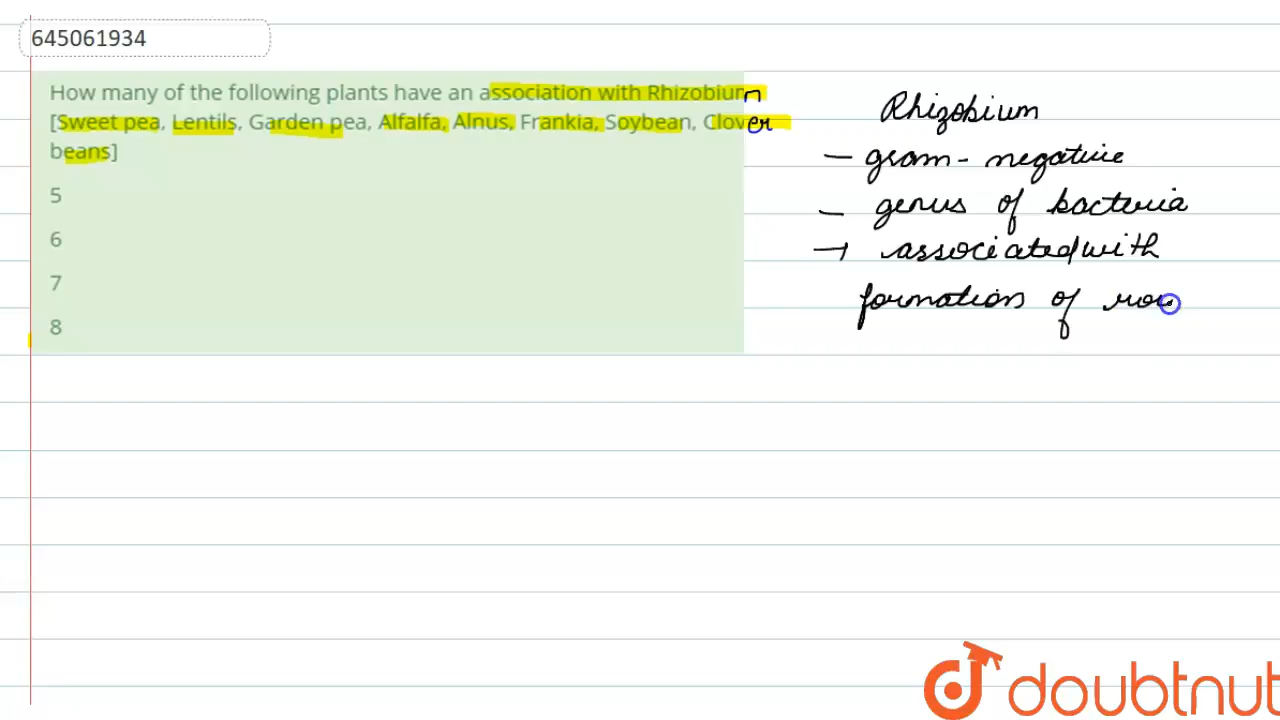 645061934
How many of the following plants have an association with Rhizobium
[Sweet pea, Lentils, Garden pea, Alfalfa, Alnus, Frankia, Soybean, Clover
beans]
5
6
7
8
Rhizobium
- gram-negative
- genus of bacteria
→ associated with
formation of roo
doubtnut